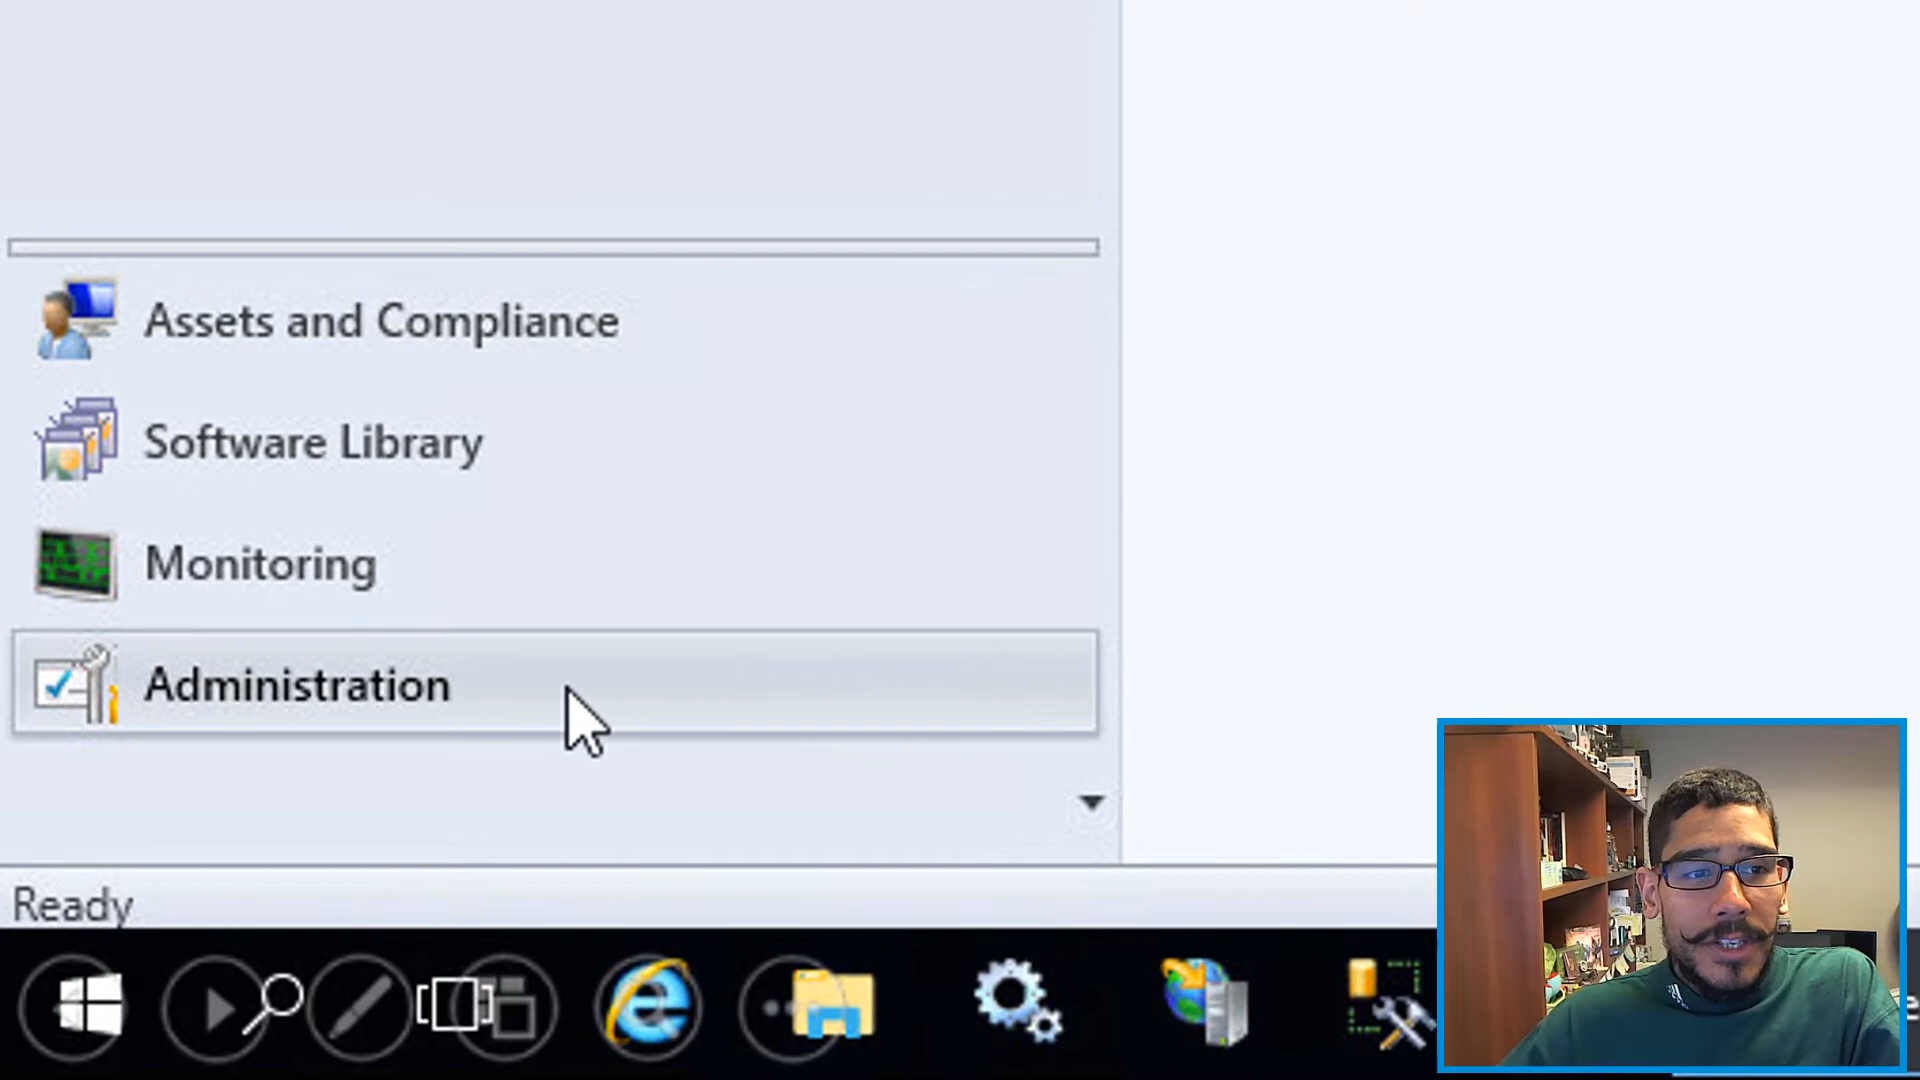 Assets and Compliance
Software Library
Monitoring
Administration
Ready